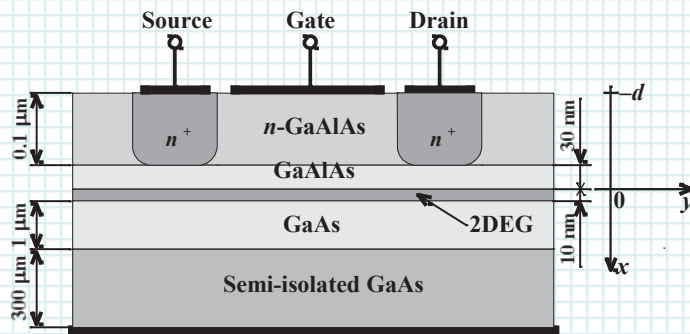 Source Gate Drain
–d
0.1 μm
n +
n-GaAlAs
n +
30 nm
GaAlAs
0
y
1 μm
GaAs
2DEG
10 nm
x
300 μm
Semi-isolated GaAs